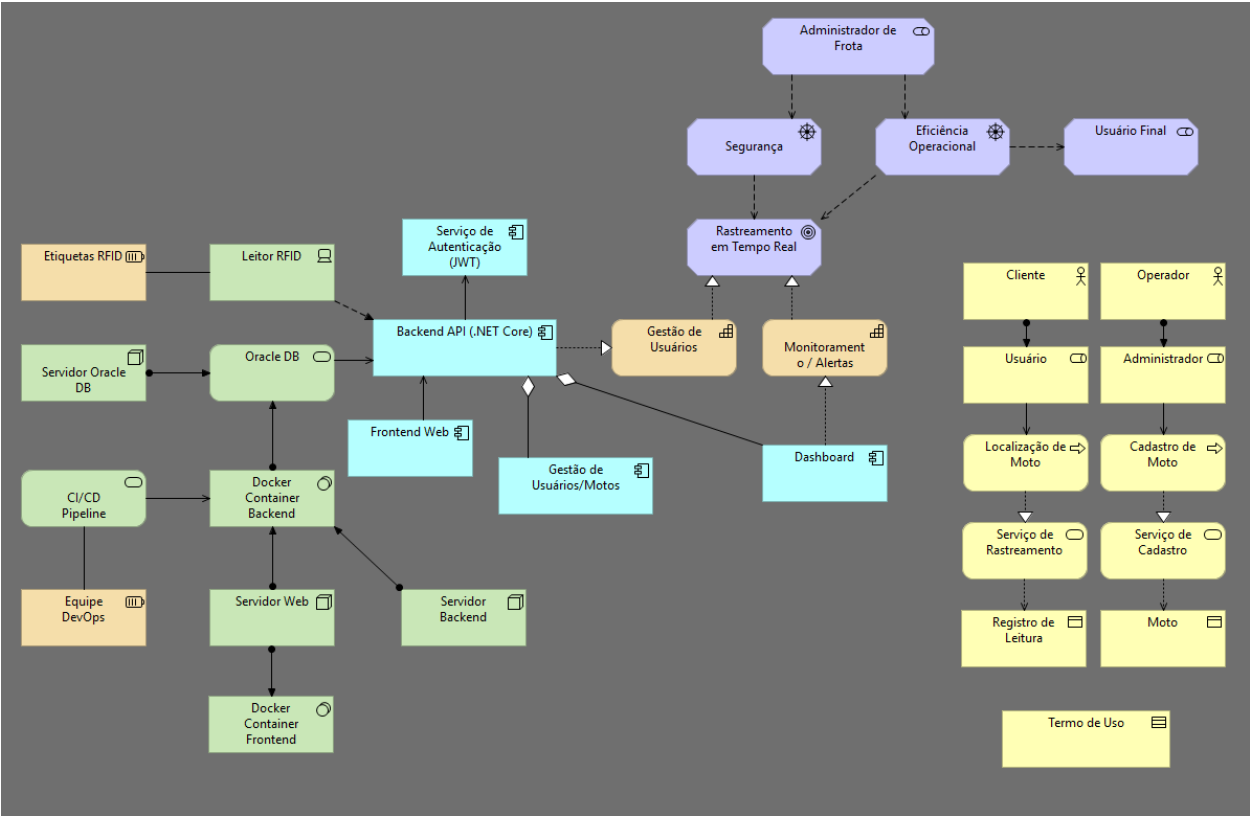 Administrador de
Frota
Segurança
Eficiência
Operacional
Usuário Final
Serviço de
Autenticação
(JWT)
Rastreamento
em Tempo Real
Etiquetas RFID
Leitor RFID
Cliente
Operador
Backend API (.NET Core)
Gestão de
Usuários
Monitorament
o / Alertas
Servidor Oracle
DB
Oracle DB
Usuário
Administrador
Frontend Web
Gestão de
Usuários/Motos
Dashboard
Localização de
Moto
Cadastro de
Moto
CI/CD
Pipeline
Docker
Container
Backend
Serviço de
Rastreamento
Serviço de
Cadastro
Equipe
DevOps
Servidor Web
Servidor
Backend
Registro de
Leitura
Moto
Docker
Container
Frontend
Termo de Uso